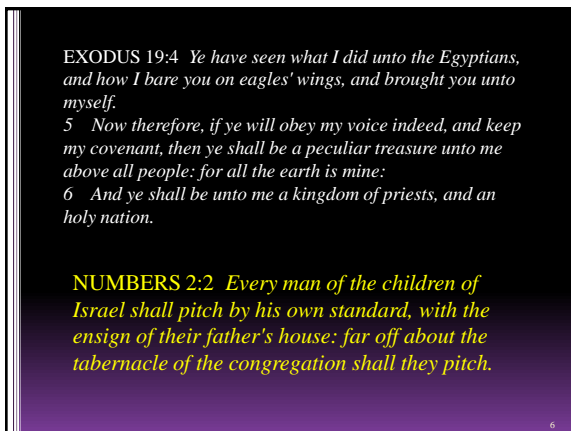 EXODUS 19:4 Ye have seen what I did unto the Egyptians,
and how I bare you on eagles' wings, and brought you unto
myself.
5 Now therefore, if ye will obey my voice indeed, and keep
my covenant, then ye shall be a peculiar treasure unto me
above all people: for all the earth is mine:
6 And ye shall be unto me a kingdom of priests, and an
holy nation.
NUMBERS 2:2 Every man of the children of
Israel shall pitch by his own standard, with the
ensign of their father's house: far off about the
tabernacle of the congregation shall they pitch.
6